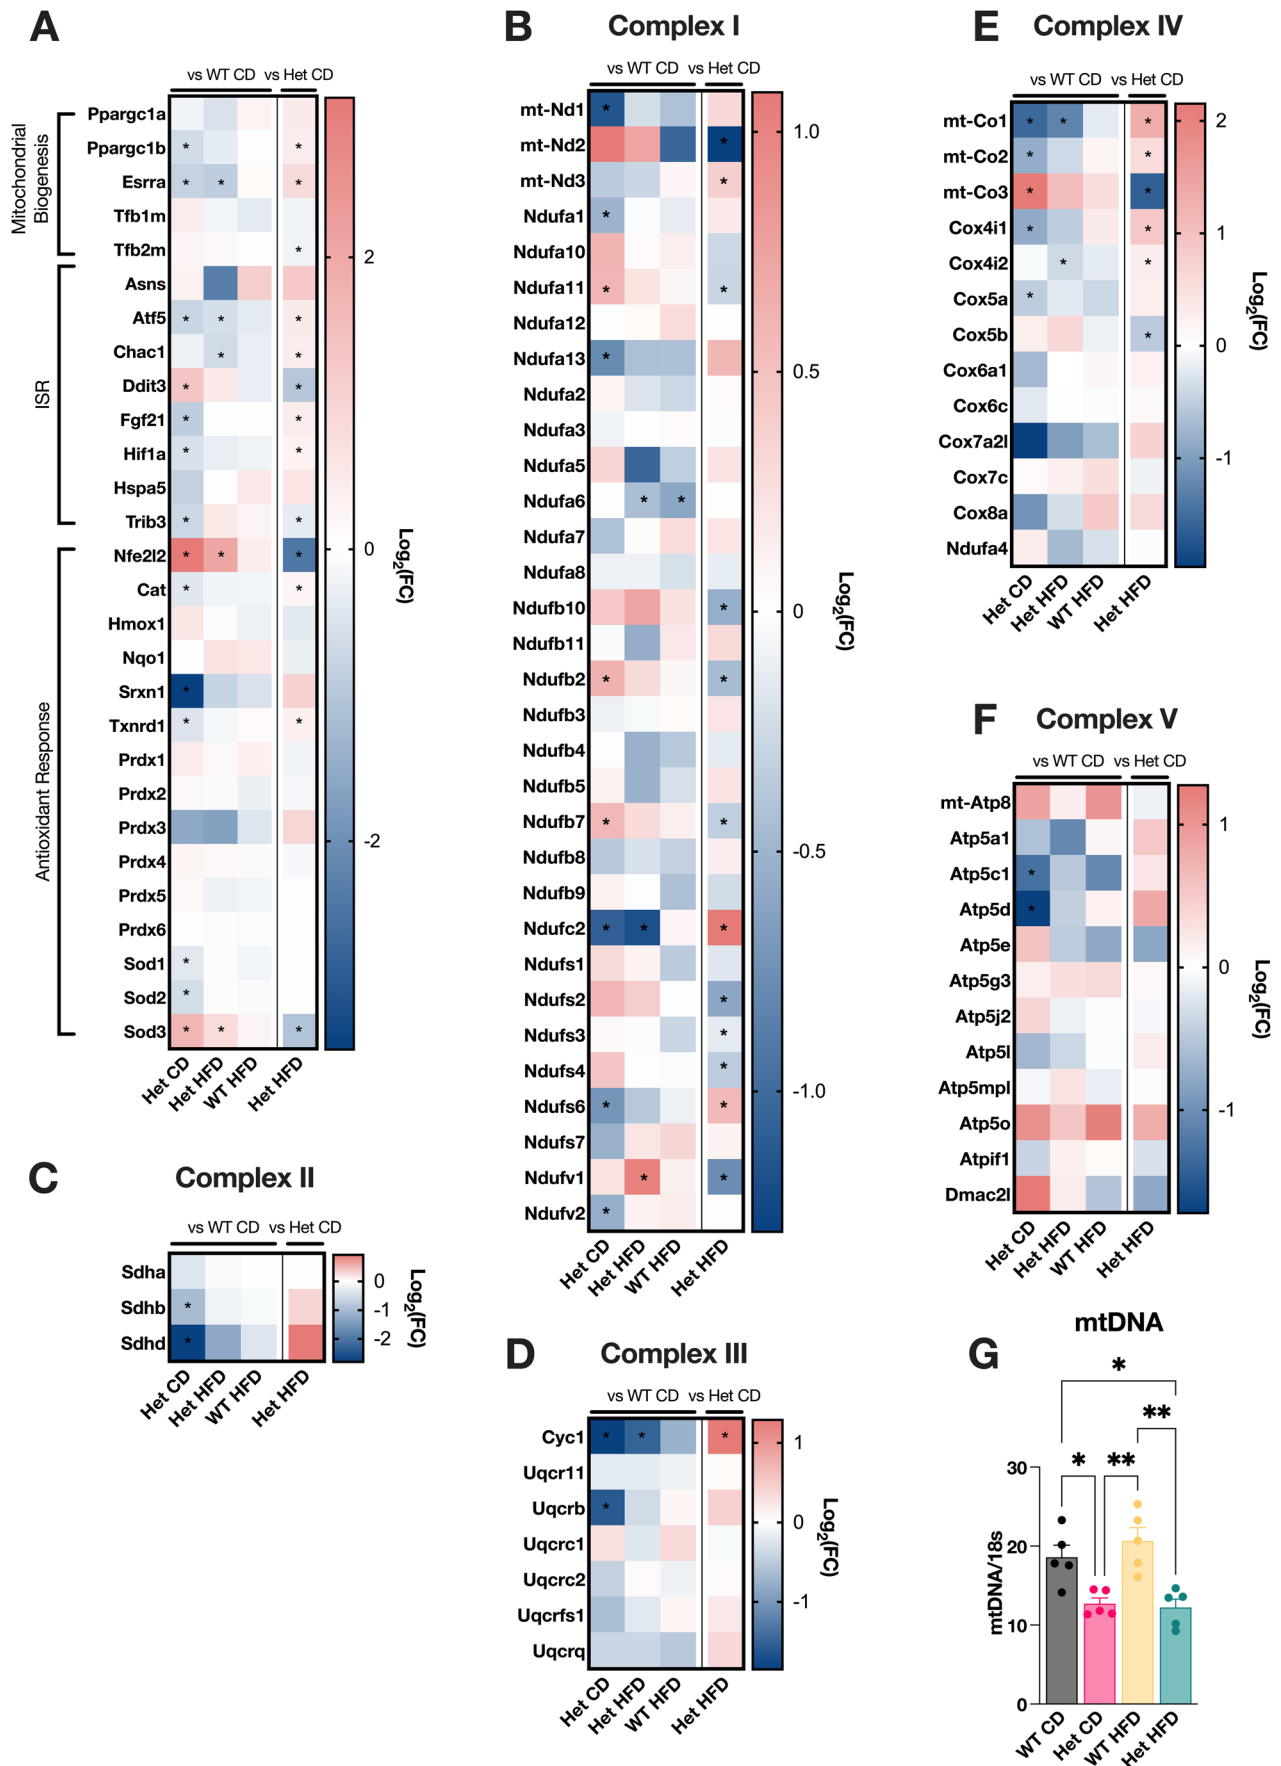 A
vs WT CD vs Het CD
Mitochondrial
Biogenesis
Ppargc1a
Ppargc1b
Esrra
Tfb1m
Tfb2m
ISR
Asns
Atf5
Chac1
Ddit3
Fgf21
Hif1a
Hspa5
Trib3
Antioxidant Response
Nfe2l2
Cat
Hmox1
Nqo1
Srxn1
Txnrd1
Prdx1
Prdx2
Prdx3
Prdx4
Prdx5
Prdx6
Sod1
Sod2
Sod3
Het CD
Het HFD
WT HFD
Het HFD
2
0
-2
Log2(FC)
B Complex I
vs WT CD vs Het CD
mt-Nd1
mt-Nd2
mt-Nd3
Ndufa1
Ndufa10
Ndufa11
Ndufa12
Ndufa13
Ndufa2
Ndufa3
Ndufa5
Ndufa6
Ndufa7
Ndufa8
Ndufb10
Ndufb11
Ndufb2
Ndufb3
Ndufb4
Ndufb5
Ndufb7
Ndufb8
Ndufb9
Ndufc2
Ndufs1
Ndufs2
Ndufs3
Ndufs4
Ndufs6
Ndufs7
Ndufv1
Ndufv2
Het CD
Het HFD
WT HFD
Het HFD
1.0
0.5
0
-0.5
-1.0
Log2(FC)
C Complex II
vs WT CD vs Het CD
Sdha
Sdhb
Sdhd
Het CD
Het HFD
WT HFD
Het HFD
0
-1
-2
Log2(FC)
D Complex III
vs WT CD vs Het CD
Cyc1
Uqcr11
Uqcrb
Uqcrc1
Uqcrc2
Uqcrfs1
Uqcrq
Het CD
Het HFD
WT HFD
Het HFD
1
0
-1
Log2(FC)
E Complex IV
vs WT CD vs Het CD
mt-Co1
mt-Co2
mt-Co3
Cox4i1
Cox4i2
Cox5a
Cox5b
Cox6a1
Cox6c
Cox7a2l
Cox7c
Cox8a
Ndufa4
Het CD
Het HFD
WT HFD
Het HFD
2
1
0
-1
Log2(FC)
F Complex V
vs WT CD vs Het CD
mt-Atp8
Atp5a1
Atp5c1
Atp5d
Atp5e
Atp5g3
Atp5j2
Atp5l
Atp5mpl
Atp5o
Atpif1
Dmac2l
Het CD
Het HFD
WT HFD
Het HFD
1
0
-1
Log2(FC)
G mtDNA
*
**
* **
mtDNA/18s
30
20
10
0
WT CD
Het CD
WT HFD
Het HFD